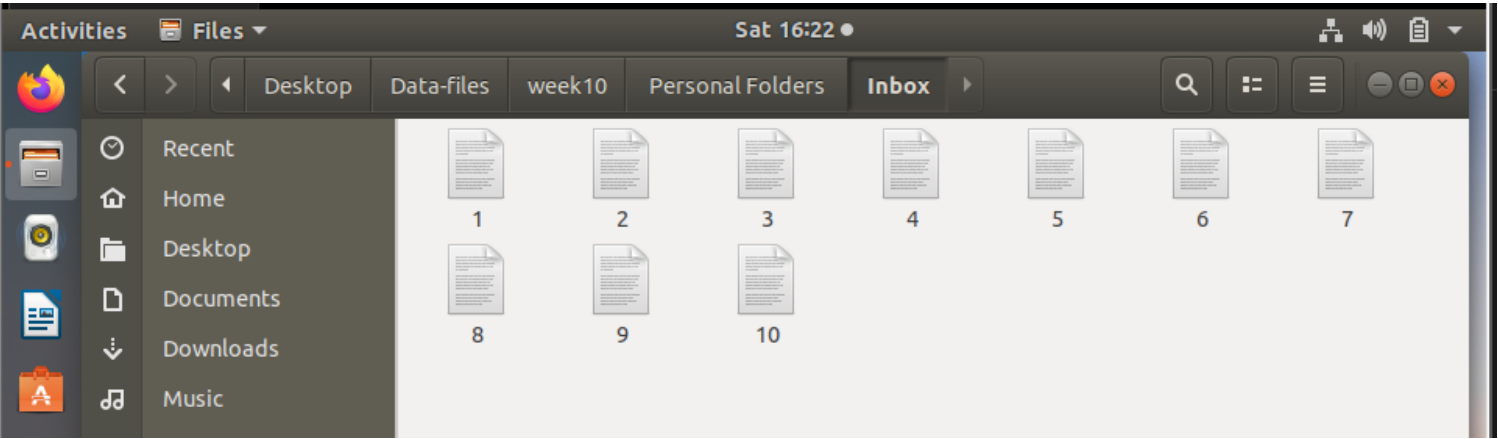 Activities Files Sat 16:22
Desktop Data-files week10 Personal Folders Inbox
Recent
Home
Desktop
Documents
Downloads
Music
1 2 3 4 5 6 7
8 9 10